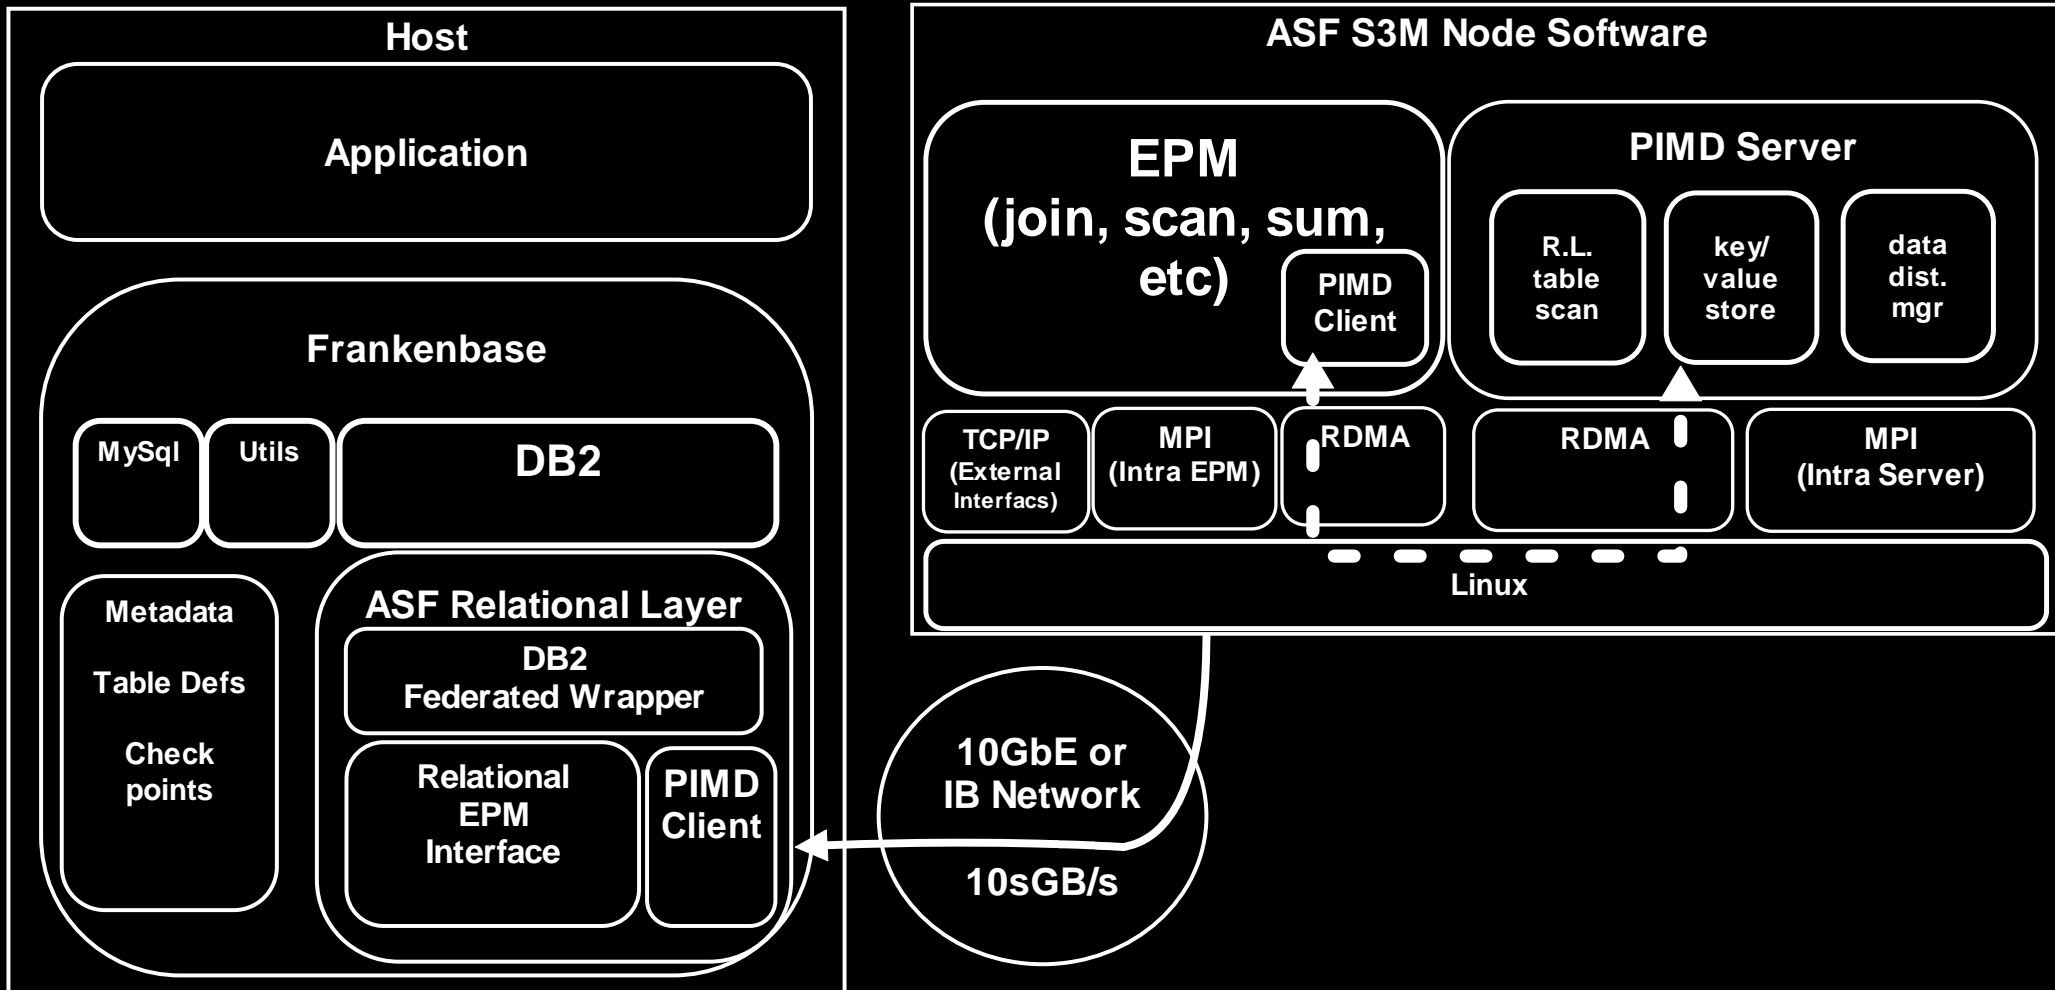 Host
Application
Frankenbase
MySql
Utils
DB2
Metadata
Table Defs
Check
points
ASF Relational Layer
DB2
Federated Wrapper
Relational
EPM
Interface
PIMD
Client
10GbE or
IB Network
10sGB/s
ASF S3M Node Software
EPM
(join, scan, sum,
etc)
PIMD
Client
PIMD Server
R.L.
table
scan
key/
value
store
data
dist.
mgr
TCP/IP
(External
Interfacs)
MPI
(Intra EPM)
RDMA
RDMA
MPI
(Intra Server)
Linux